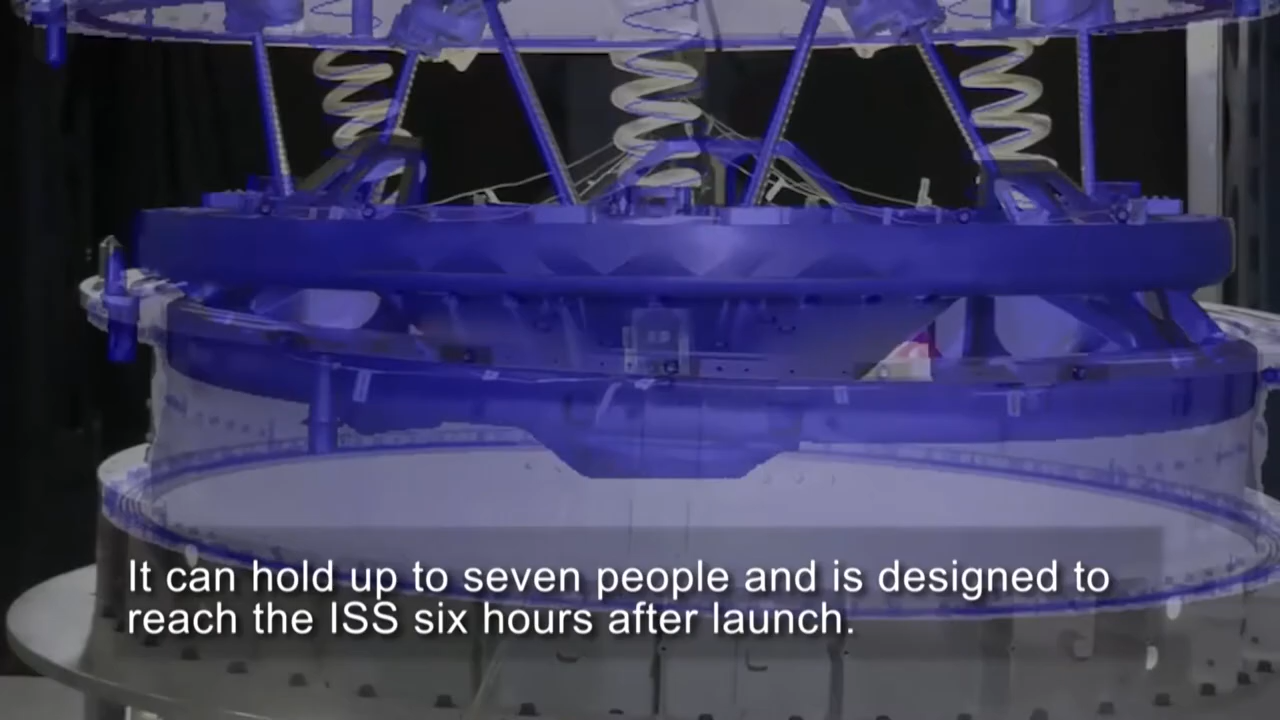 It can hold up to seven people and is designed to
reach the ISS six hours after launch.